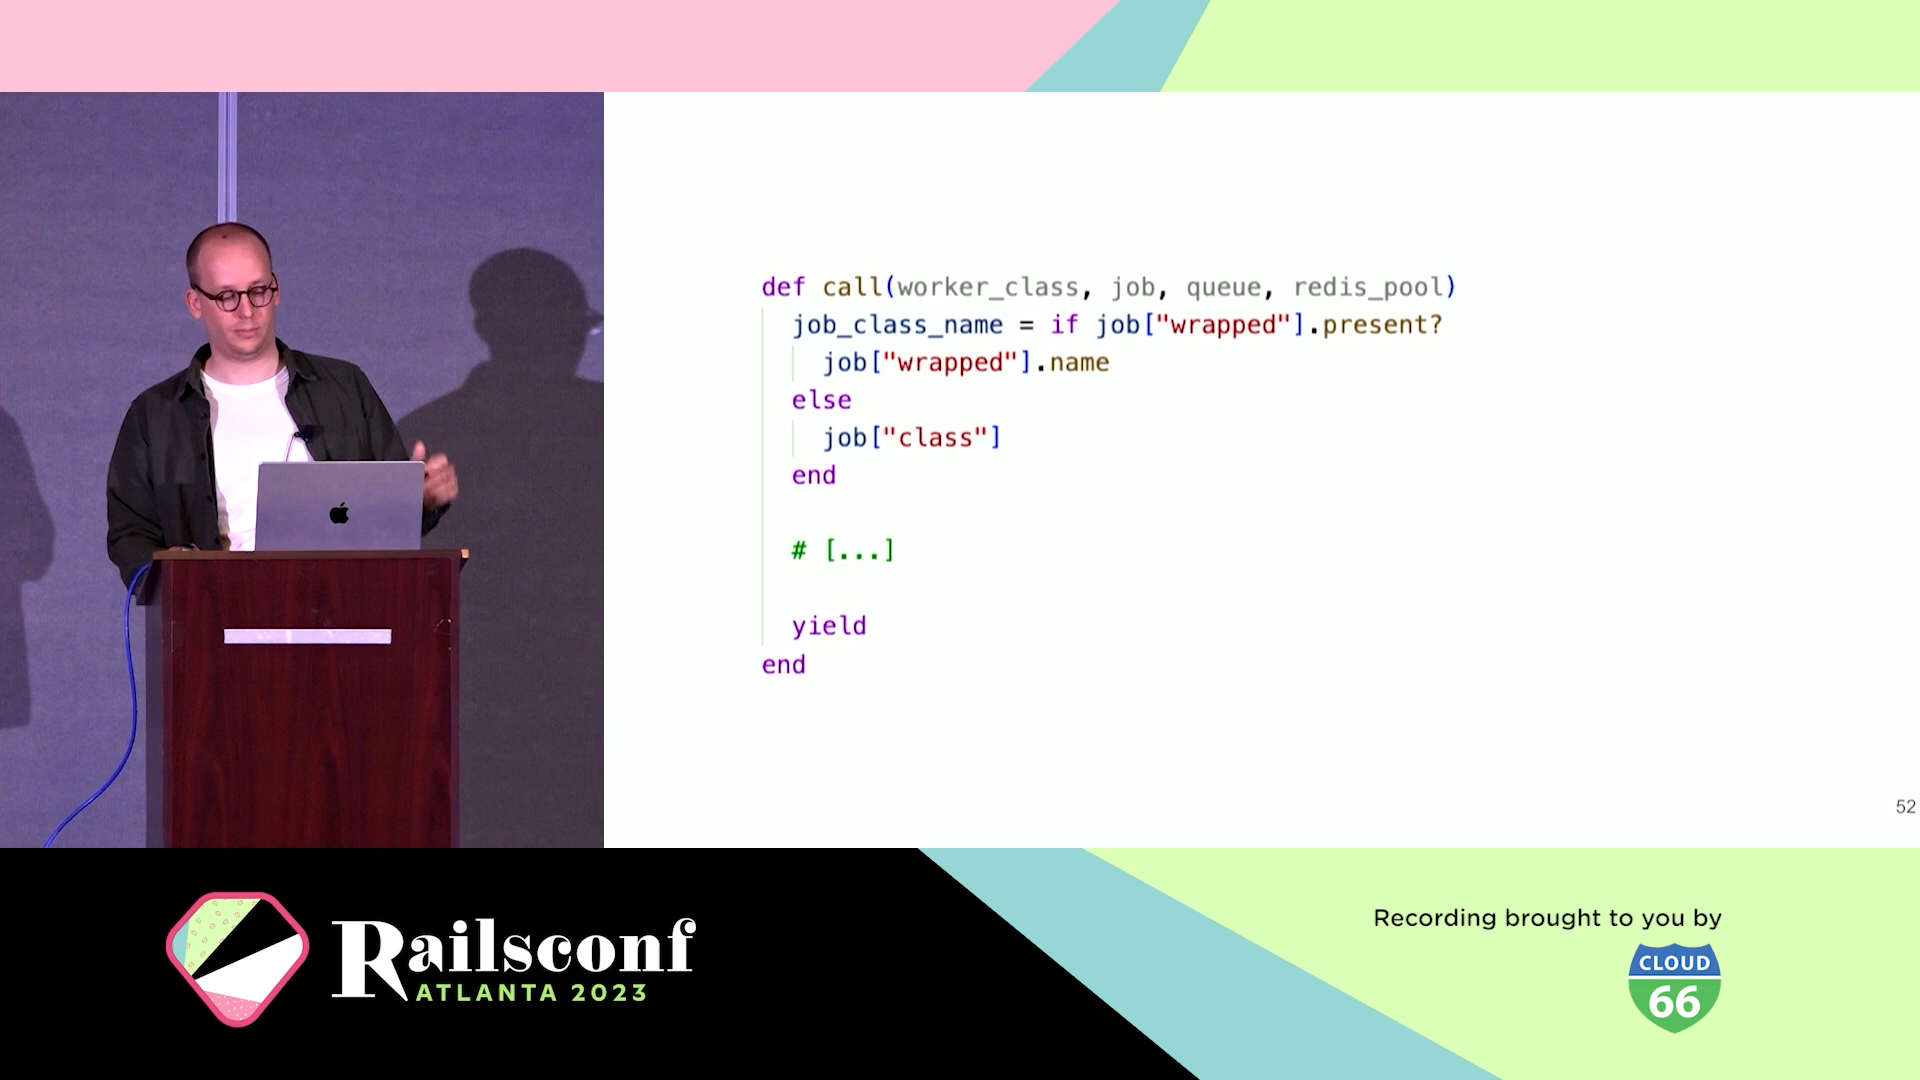 def call(worker_class, job, queue, redis_pool)
  job_class_name = if job["wrapped"].present?
    job["wrapped"].name
  else
    job["class"]
  end

  # [...]

  yield
end
52
Railsconf
ATLANTA 2023
Recording brought to you by
CLOUD
66